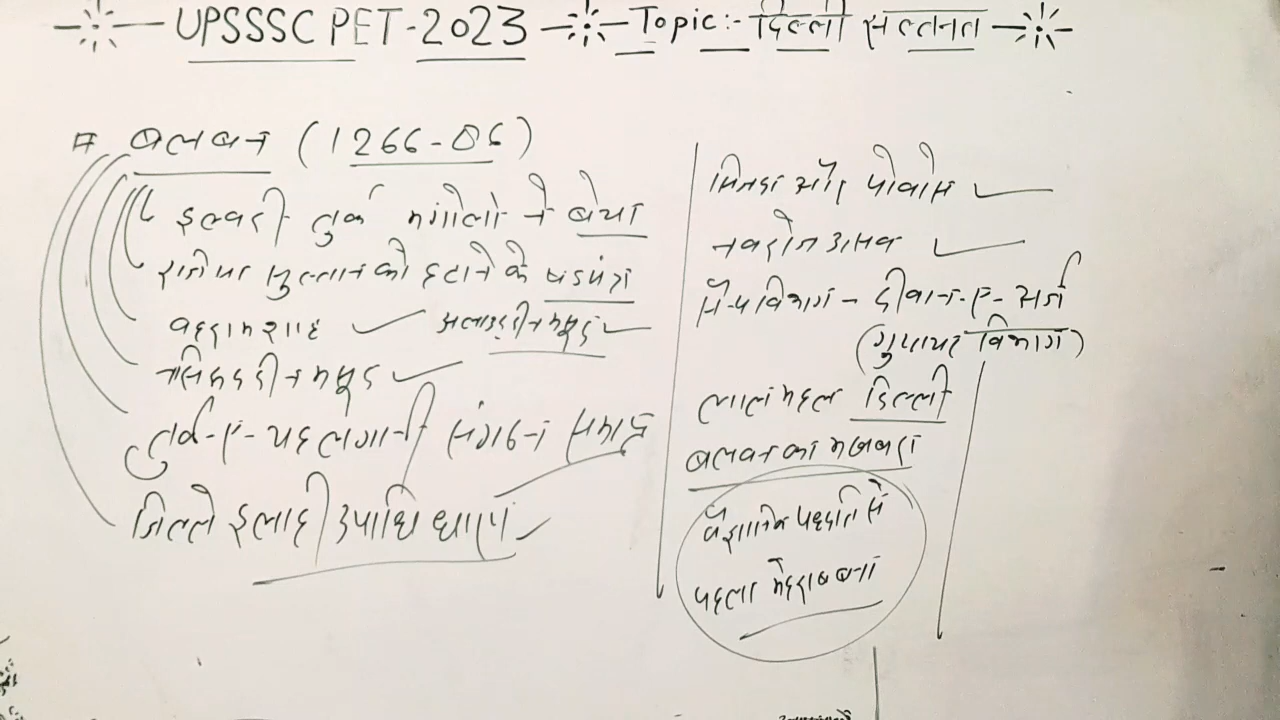 UPSSSC PET-2023 Topic:- दिल्ली सल्तनत
# बलबन (1266-86)
इल्बरी तुर्क मंगोलो ने बेचा
रजिया सुल्तान को हटाने के षडयंत्र
बहराम शाह
अलाउद्दीन मसूद
नासिरूद्दीन महमूद
तुर्क-ए-चहलगानी संगठन समाप्त
जिल्ले इलाही उपाधि धारण
सिजदा और पैबोस
नवरोज उत्सव
सैन्य विभाग - दीवान-ए-अर्ज
(गुप्तचर विभाग)
लाल महल दिल्ली
बलबन का मकबरा
वैज्ञानिक पद्धति से
पहला मेहराब बना